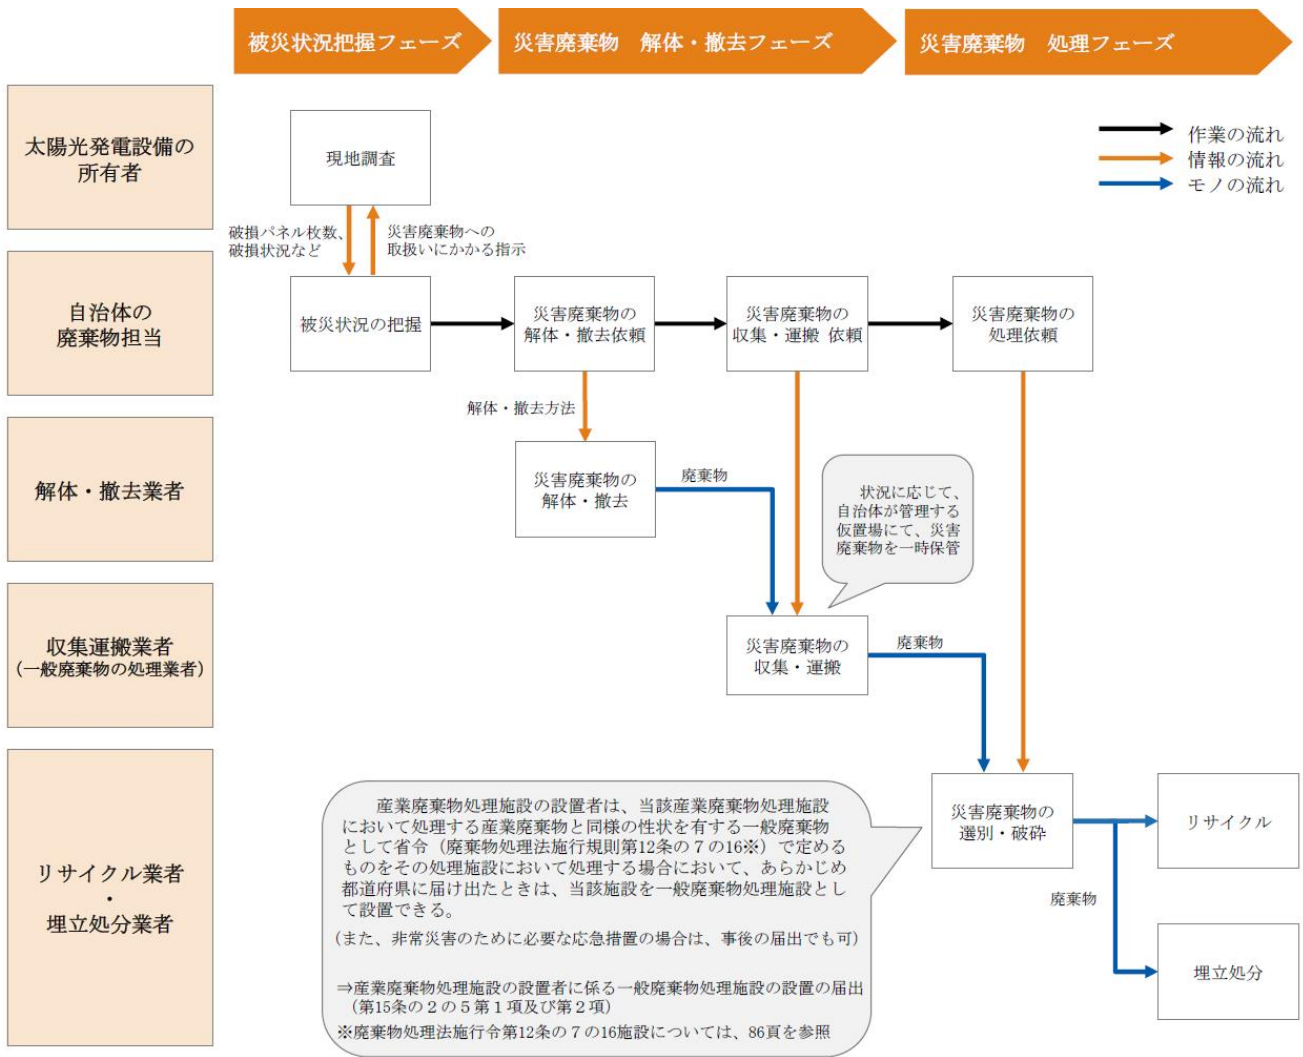 被災状況把握フェーズ
災害廃棄物 解体・撤去フェーズ
災害廃棄物 処理フェーズ
作業の流れ
情報の流れ
モノの流れ
太陽光発電設備の
所有者
現地調査
破損パネル枚数、
破損状況など
災害廃棄物への
取扱いにかかる指示
自治体の
廃棄物担当
被災状況の把握
災害廃棄物の
解体・撤去依頼
災害廃棄物の
収集・運搬 依頼
災害廃棄物の
処理依頼
解体・撤去方法
解体・撤去業者
災害廃棄物の
解体・撤去
廃棄物
状況に応じて、
自治体が管理する
仮置場にて、災害
廃棄物を一時保管
収集運搬業者
(一般廃棄物の処理業者)
災害廃棄物の
収集・運搬
廃棄物
リサイクル業者
・
埋立処分業者
産業廃棄物処理施設の設置者は、当該産業廃棄物処理施設
において処理する産業廃棄物と同様の性状を有する一般廃棄物
として省令（廃棄物処理法施行規則第12条の７の16※）で定める
ものをその処理施設において処理する場合において、あらかじめ
都道府県に届け出たときは、当該施設を一般廃棄物処理施設とし
て設置できる。
(また、非常災害のために必要な応急措置の場合は、事後の届出でも可)
⇒産業廃棄物処理施設の設置者に係る一般廃棄物処理施設の設置の届出
（第15条の２の５第１項及び第２項）
※廃棄物処理法施行令第12条の７の16施設については、86頁を参照
災害廃棄物の
選別・破砕
リサイクル
廃棄物
埋立処分